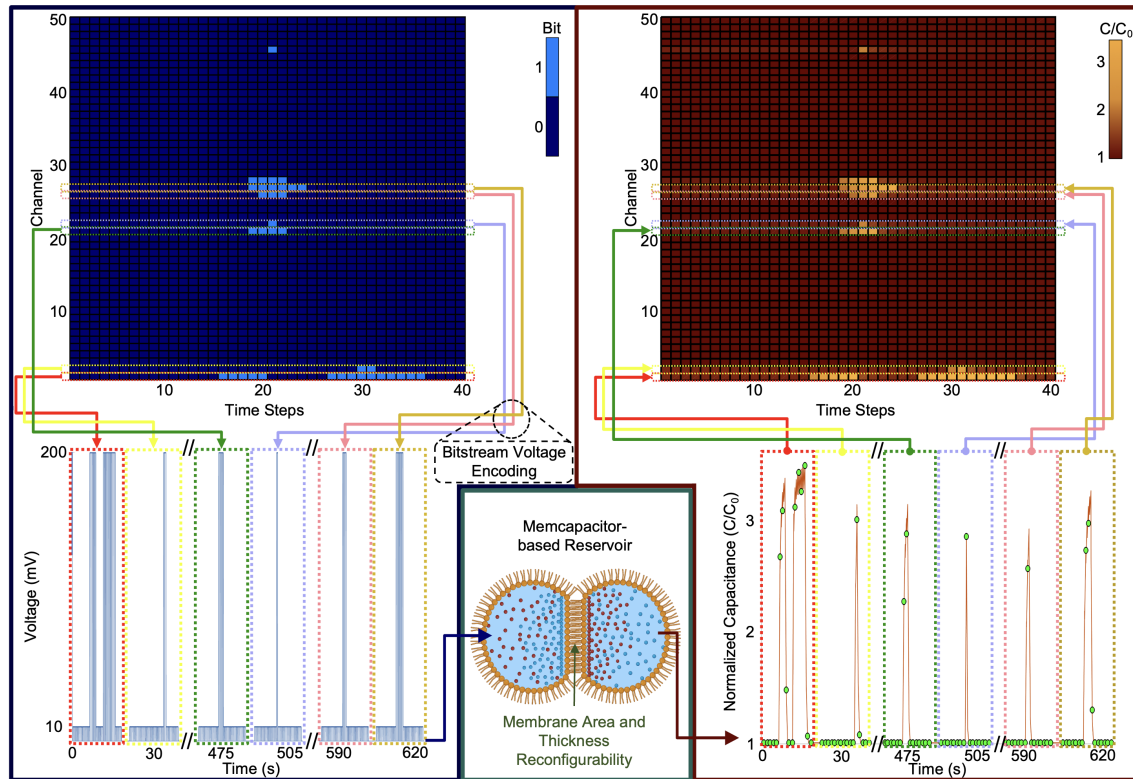 50
40
30
20
10
Channel
Bit
1
0
10
20
30
40
Time Steps
50
40
30
20
10
Channel
C/C₀
3
2
1
10
20
30
40
Time Steps
Bitstream Voltage
Encoding
200
10
Voltage (mV)
//
//
//
//
0
30
475
505
590
620
Time (s)
Memcapacitor-
based Reservoir
Membrane Area and
Thickness
Reconfigurability
Normalized Capacitance (C/C₀)
3
2
1
//
//
//
//
0
30
475
505
590
620
Time (s)